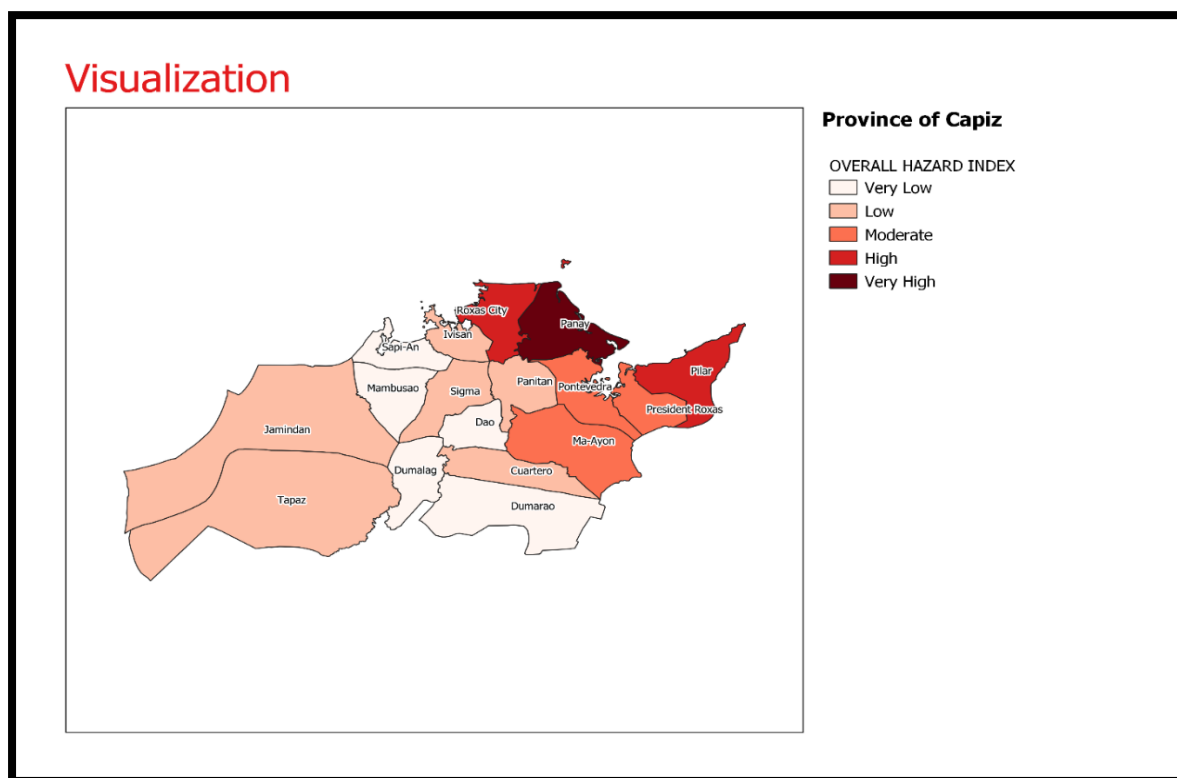 Visualization
Province of Capiz
OVERALL HAZARD INDEX
Very Low
Low
Moderate
High
Very High
Roxas City
Panay
Ivisan
Sapi-An
Pilar
Mambusao
Sigma
Panitan
Pontevedra
President Roxas
Dao
Jamindan
Ma-Ayon
Dumalag
Cuartero
Tapaz
Dumarao